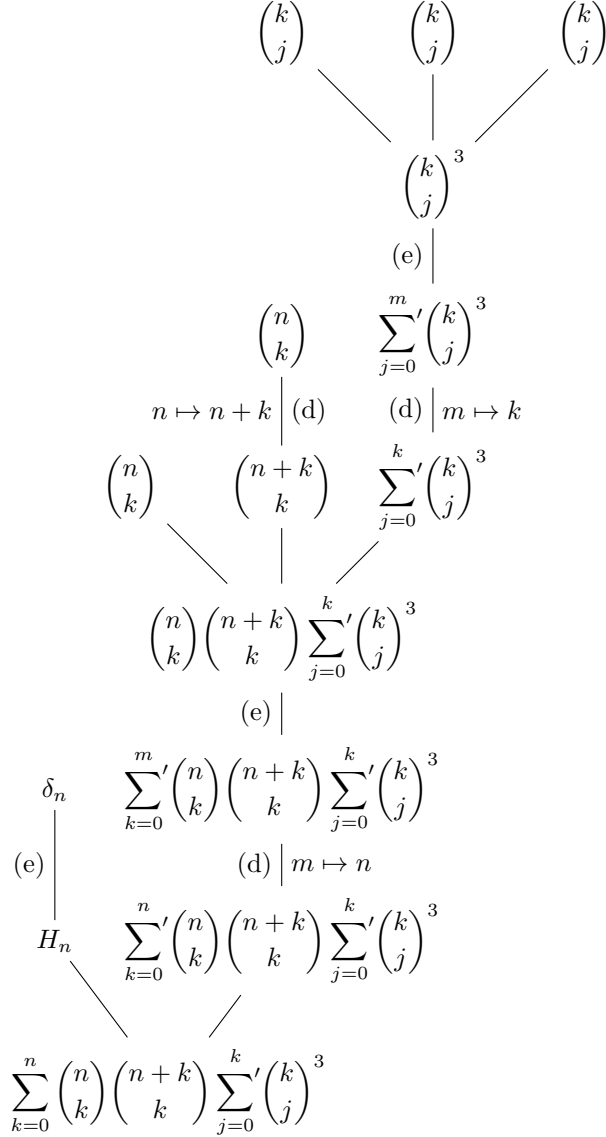 $\binom{k}{j}$ $\binom{k}{j}$ $\binom{k}{j}$
$\binom{k}{j}^3$
(e)
$\binom{n}{k}$ $\sum_{j=0}^{m}{}' \binom{k}{j}^3$
$n \mapsto n + k$ (d) (d) $m \mapsto k$
$\binom{n}{k}$ $\binom{n+k}{k}$ $\sum_{j=0}^{k}{}' \binom{k}{j}^3$
$\binom{n}{k} \binom{n+k}{k} \sum_{j=0}^{k}{}' \binom{k}{j}^3$
(e)
$\delta_n$ $\sum_{k=0}^{m}{}' \binom{n}{k} \binom{n+k}{k} \sum_{j=0}^{k}{}' \binom{k}{j}^3$
(e) (d) $m \mapsto n$
$H_n$ $\sum_{k=0}^{n}{}' \binom{n}{k} \binom{n+k}{k} \sum_{j=0}^{k}{}' \binom{k}{j}^3$
$\sum_{k=0}^{n} \binom{n}{k} \binom{n+k}{k} \sum_{j=0}^{k}{}' \binom{k}{j}^3$